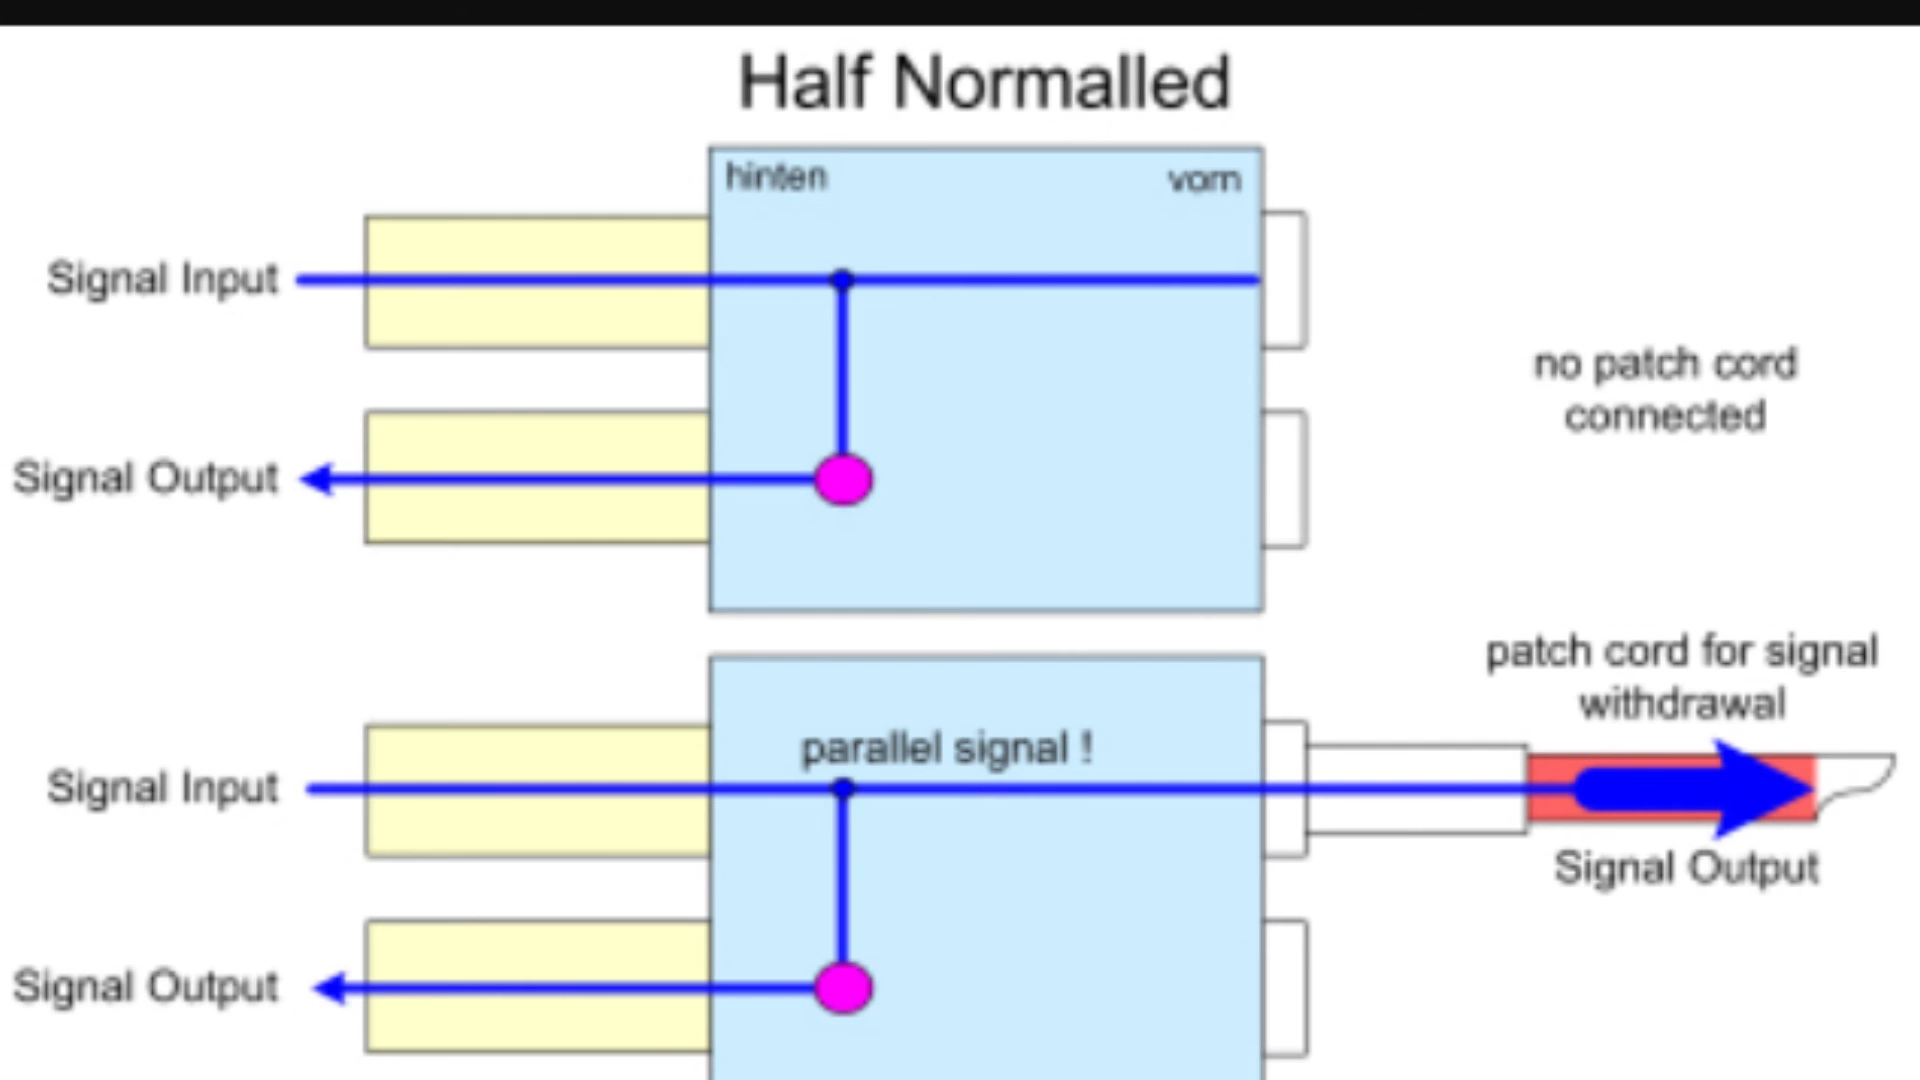 Half Normalled
hinten
vorn
Signal Input
no patch cord
connected
Signal Output
patch cord for signal
withdrawal
parallel signal !
Signal Input
Signal Output
Signal Output